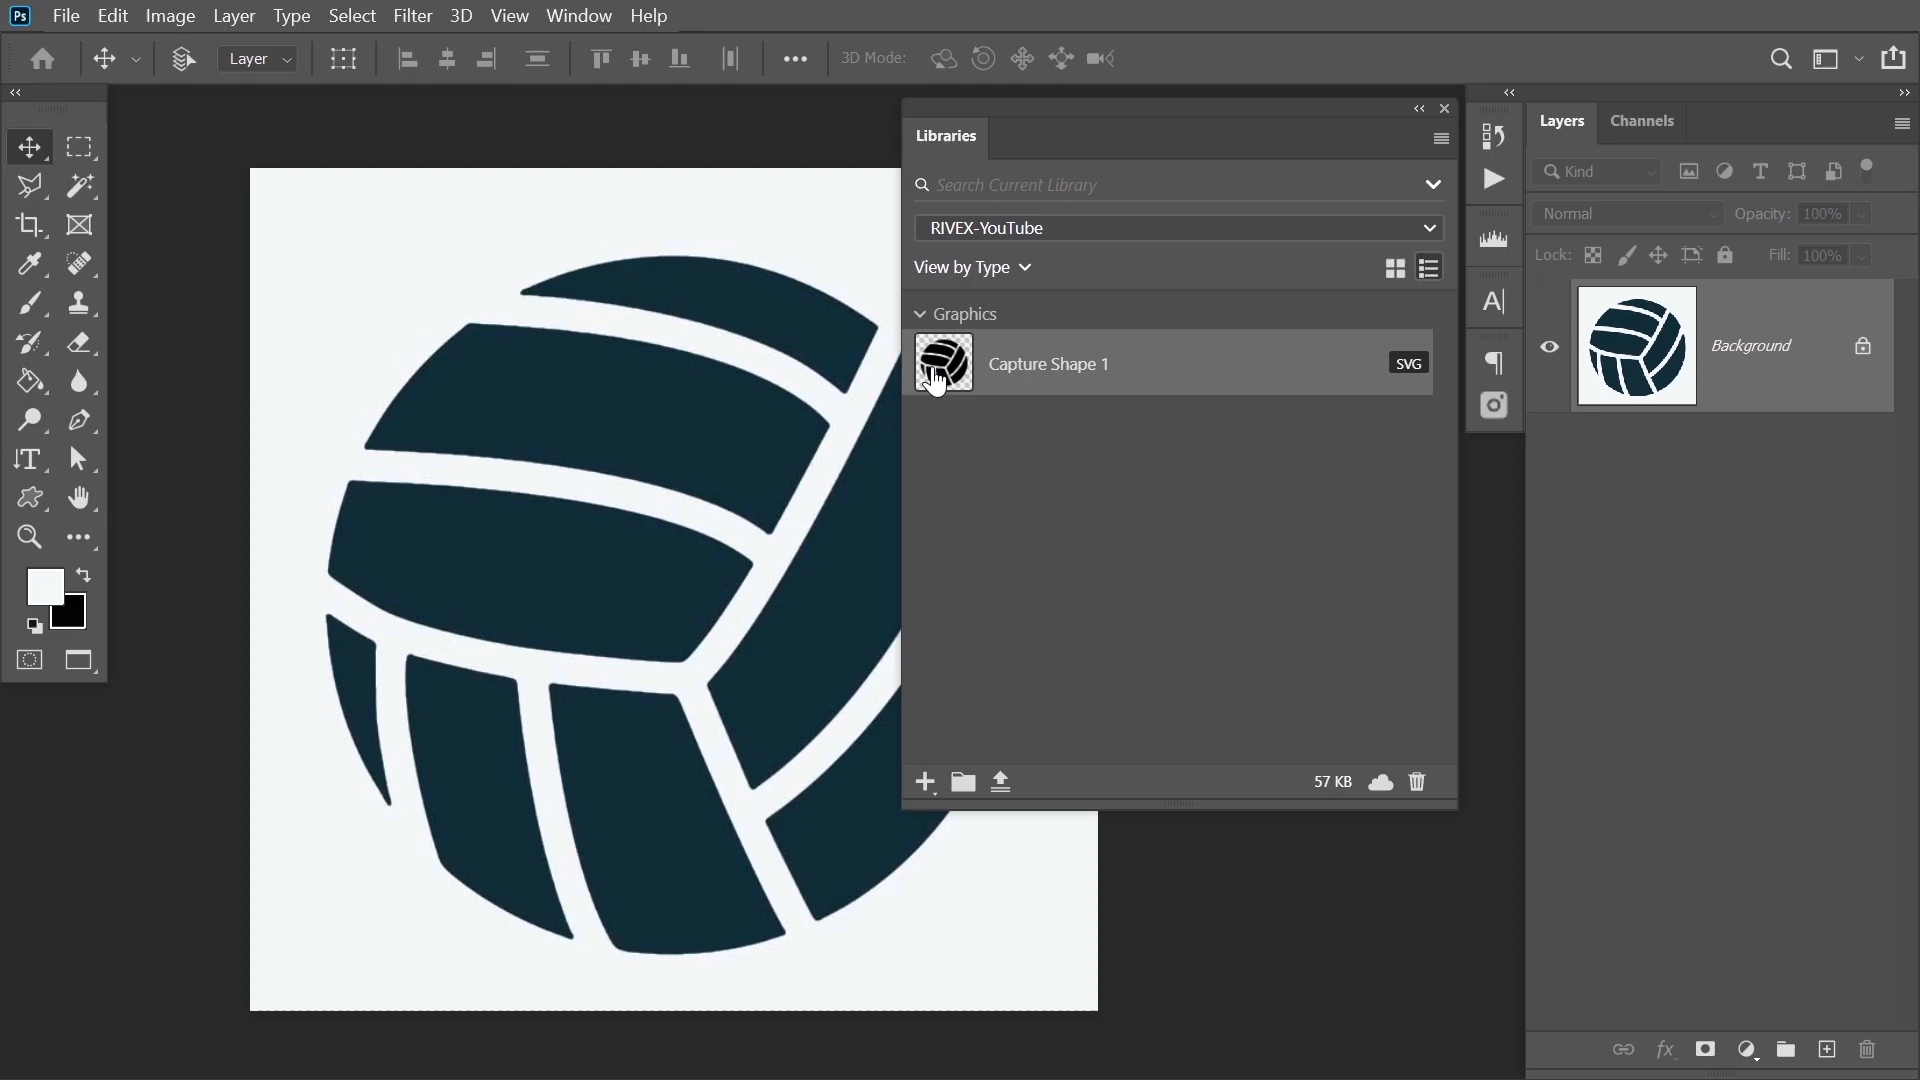 Ps File Edit Image Layer Type Select Filter 3D View Window Help
Layer 3D Mode:
Libraries
Search Current Library
RIVEX-YouTube
View by Type
Graphics
Capture Shape 1 SVG
57 KB
Layers Channels
Kind
Normal Opacity: 100%
Lock: Fill: 100%
Background